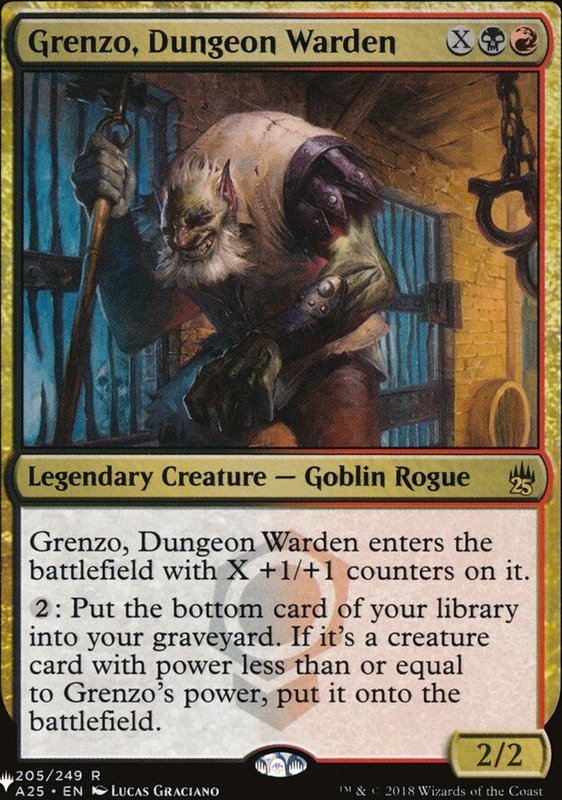 Grenzo, Dungeon Warden X
Legendary Creature — Goblin Rogue
25
Grenzo, Dungeon Warden enters the
battlefield with X +1/+1 counters on it.
2: Put the bottom card of your library
into your graveyard. If it's a creature
card with power less than or equal
to Grenzo's power, put it onto the
battlefield.
2/2
205/249 R
A25 • EN Lucas Graciano
™ & © 2018 Wizards of the Coast